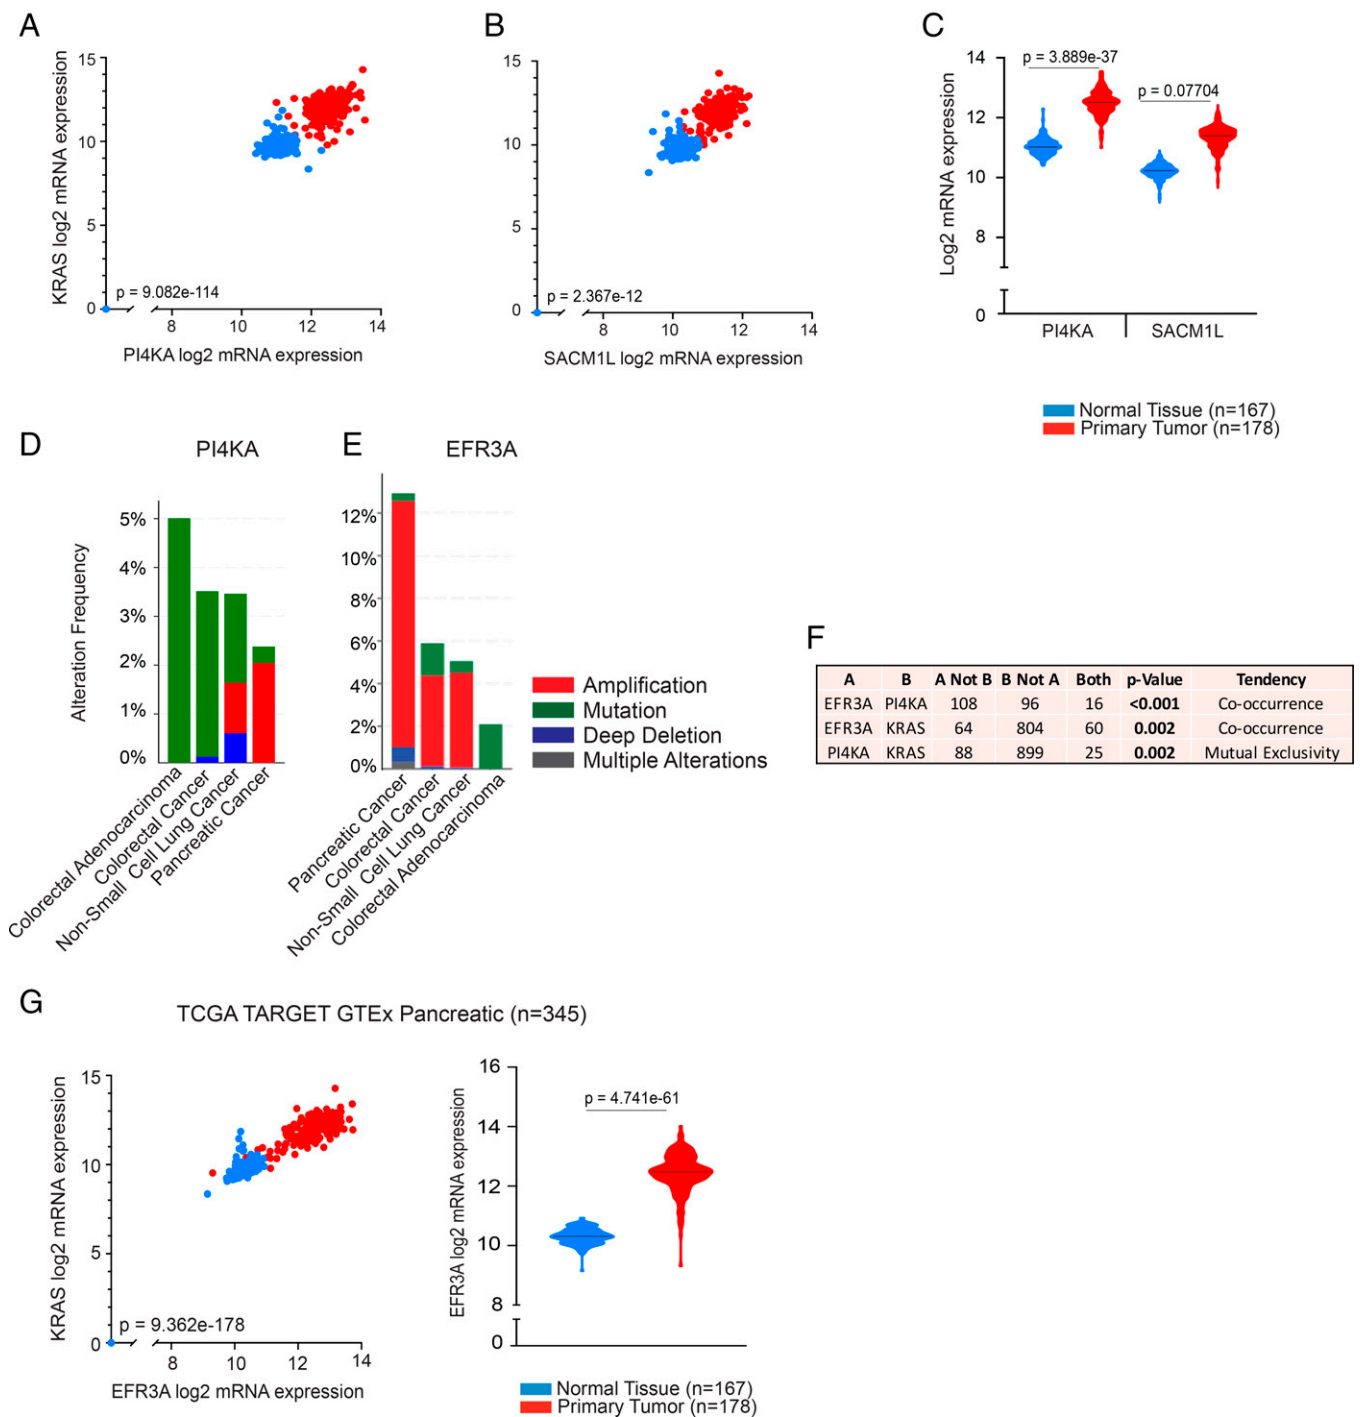 A
KRAS log2 mRNA expression
15
10
5
0
p = 9.082e-114
8
10
12
14
PI4KA log2 mRNA expression
B
15
10
5
0
p = 2.367e-12
8
10
12
14
SACM1L log2 mRNA expression
C
Log2 mRNA expression
14
12
10
8
0
p = 3.889e-37
p = 0.07704
PI4KA
SACM1L
Normal Tissue (n=167)
Primary Tumor (n=178)
D
PI4KA
Alteration Frequency
5%
4%
3%
2%
1%
0%
Colorectal Adenocarcinoma
Colorectal Cancer
Non-Small Cell Lung Cancer
Pancreatic Cancer
E
EFR3A
12%
10%
8%
6%
4%
2%
0%
Pancreatic Cancer
Colorectal Cancer
Non-Small Cell Lung Cancer
Colorectal Adenocarcinoma
Amplification
Mutation
Deep Deletion
Multiple Alterations
F
A B A Not B B Not A Both p-Value Tendency
EFR3A PI4KA 108 96 16 <0.001 Co-occurrence
EFR3A KRAS 64 804 60 0.002 Co-occurrence
PI4KA KRAS 88 899 25 0.002 Mutual Exclusivity
G
TCGA TARGET GTEx Pancreatic (n=345)
KRAS log2 mRNA expression
15
10
5
0
p = 9.362e-178
8
10
12
14
EFR3A log2 mRNA expression
EFR3A log2 mRNA expression
16
14
12
10
8
0
p = 4.741e-61
Normal Tissue (n=167)
Primary Tumor (n=178)